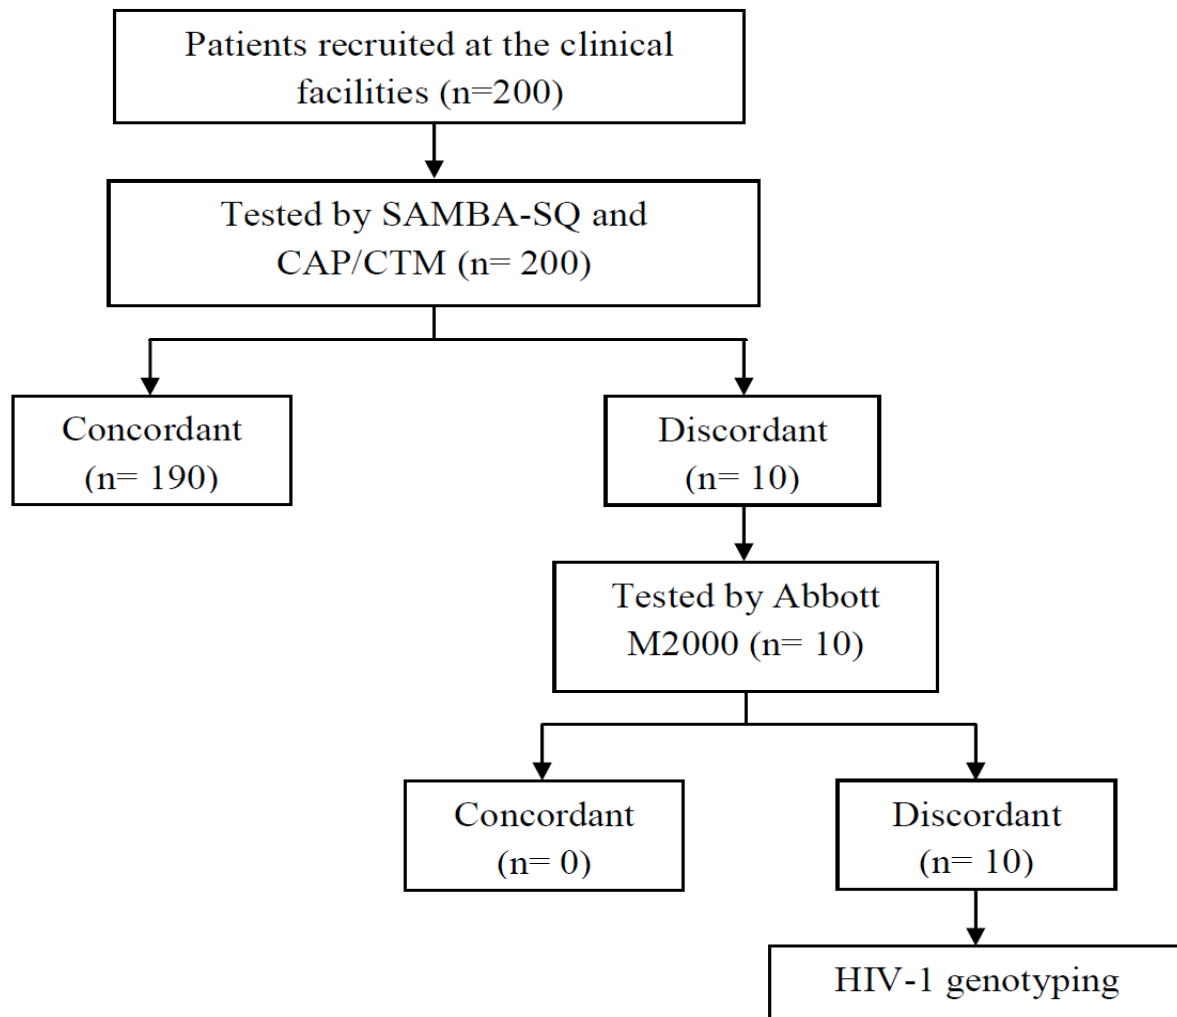 Patients recruited at the clinical
facilities (n=200)
Tested by SAMBA-SQ and
CAP/CTM (n= 200)
Concordant
(n= 190)
Discordant
(n= 10)
Tested by Abbott
M2000 (n= 10)
Concordant
(n= 0)
Discordant
(n= 10)
HIV-1 genotyping